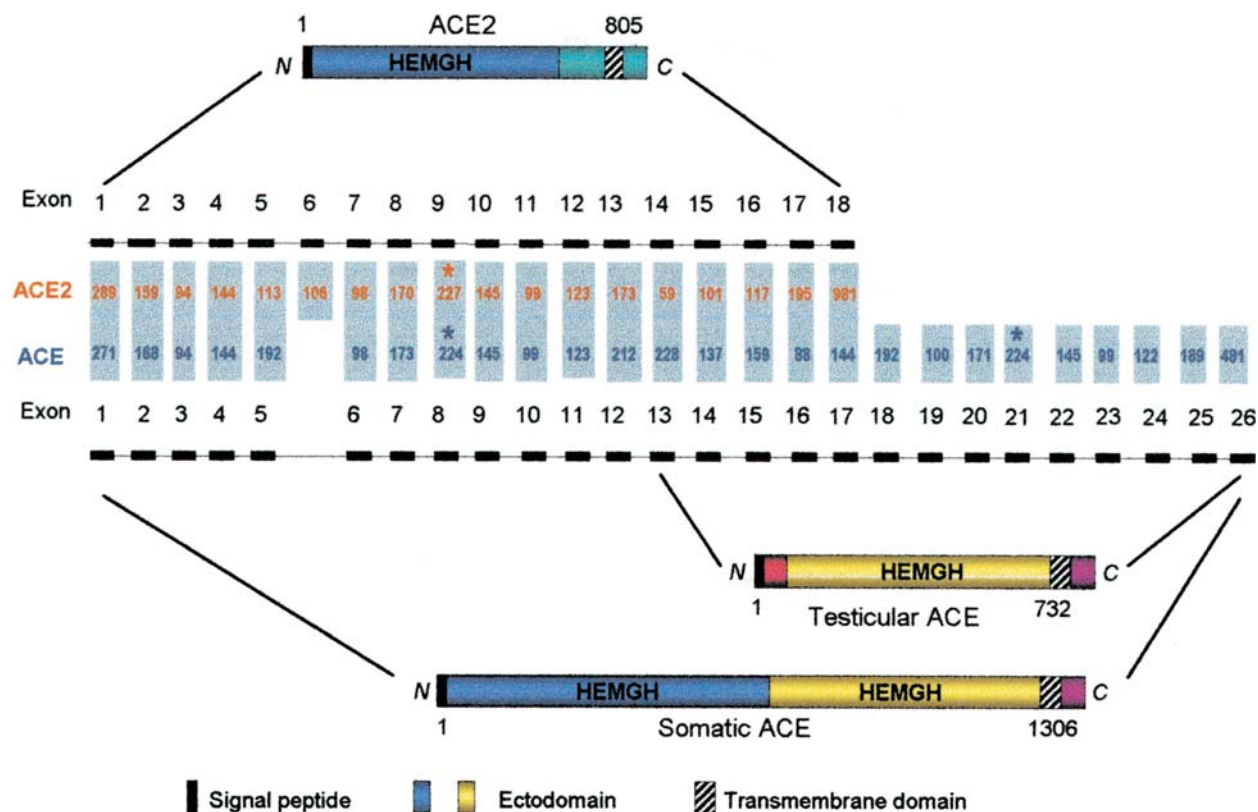 1 ACE2 805
N HEMGH C
Exon 1 2 3 4 5 6 7 8 9 10 11 12 13 14 15 16 17 18
* 
ACE2 289 159 94 144 113 106 98 170 227 145 99 123 173 59 101 117 195 981
* *
ACE 271 168 94 144 192 98 173 224 145 99 123 212 228 137 159 88 144 192 100 171 224 145 99 122 189 481
Exon 1 2 3 4 5 6 7 8 9 10 11 12 13 14 15 16 17 18 19 20 21 22 23 24 25 26
N HEMGH C
1 732
Testicular ACE
N HEMGH HEMGH C
1 Somatic ACE 1306
Signal peptide Ectodomain Transmembrane domain